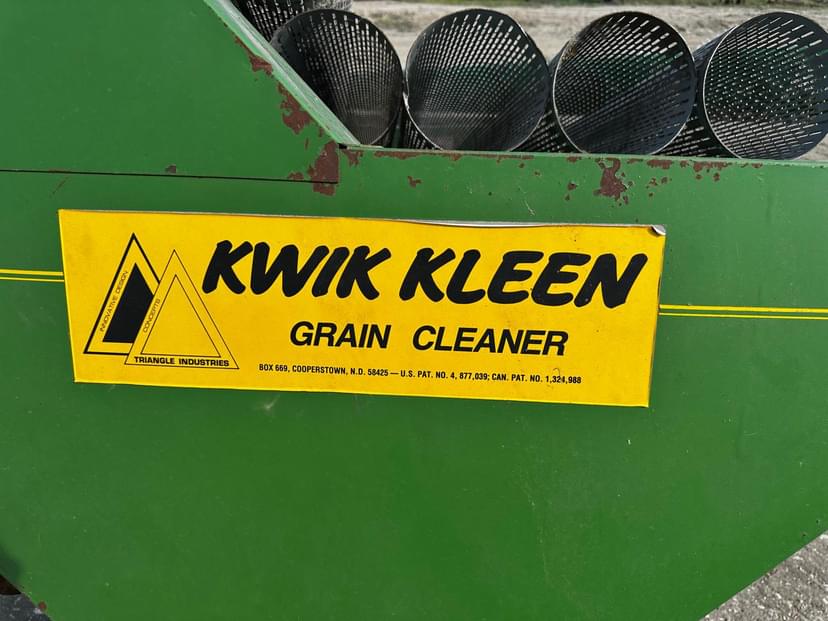 KWIK KLEEN
GRAIN CLEANER
INNOVATIVE DESIGN
CONCEPTS
TRIANGLE INDUSTRIES
BOX 669, COOPERSTOWN, N.D. 58425 — U.S. PAT. NO. 4, 877,039; CAN. PAT. NO. 1,324,988